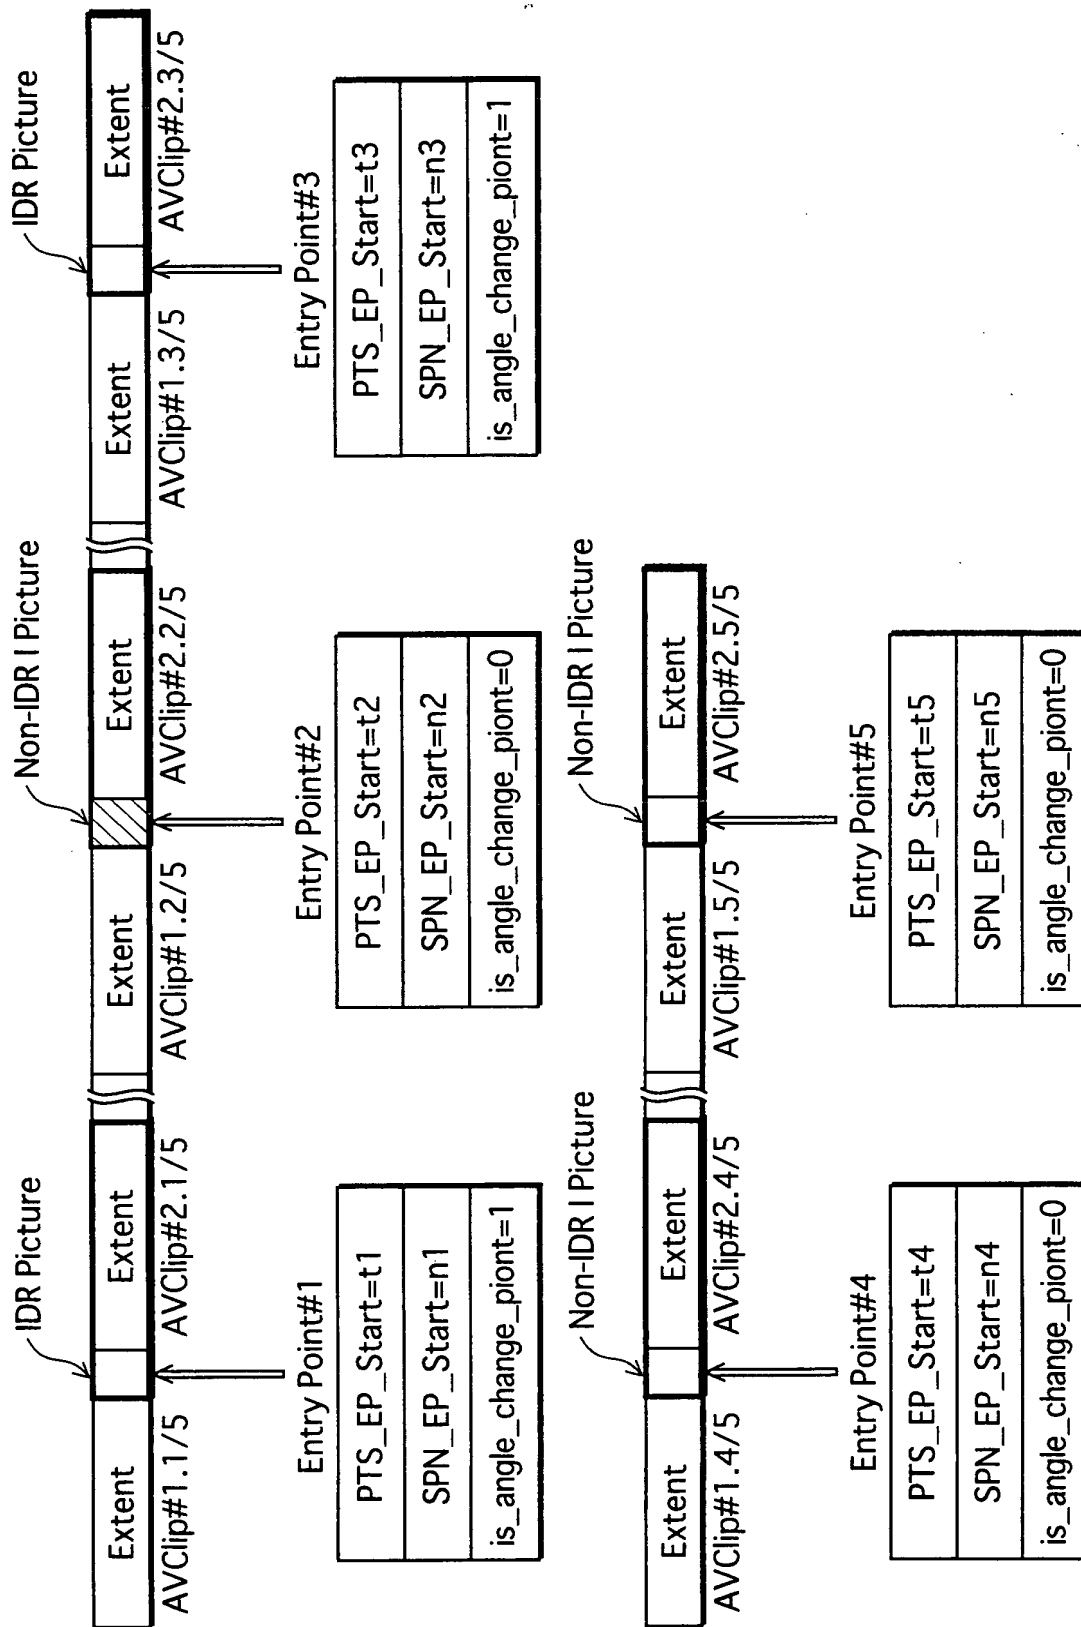 IDR Picture
Non-IDR I Picture
IDR Picture
Extent
Extent
Extent
Extent
Extent
Extent
AVClip#1.1/5
AVClip#2.1/5
AVClip#1.2/5
AVClip#2.2/5
AVClip#1.3/5
AVClip#2.3/5
Entry Point#1
PTS_EP_Start=t1
SPN_EP_Start=n1
is_angle_change_piont=1
Entry Point#2
PTS_EP_Start=t2
SPN_EP_Start=n2
is_angle_change_piont=0
Entry Point#3
PTS_EP_Start=t3
SPN_EP_Start=n3
is_angle_change_piont=1
Non-IDR I Picture
Non-IDR I Picture
Extent
Extent
Extent
Extent
AVClip#1.4/5
AVClip#2.4/5
AVClip#1.5/5
AVClip#2.5/5
Entry Point#4
PTS_EP_Start=t4
SPN_EP_Start=n4
is_angle_change_piont=0
Entry Point#5
PTS_EP_Start=t5
SPN_EP_Start=n5
is_angle_change_piont=0